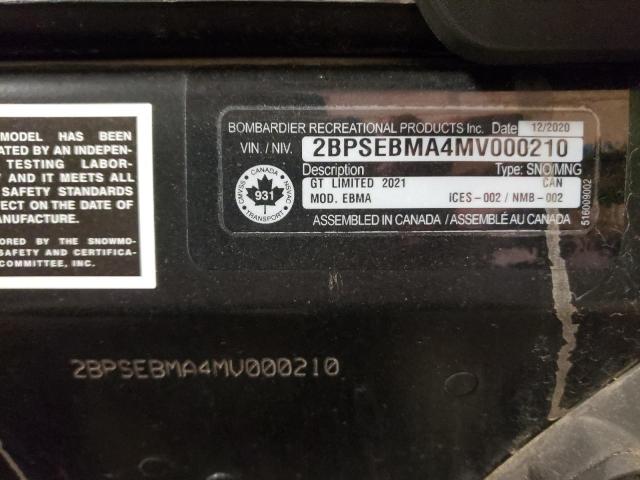 MODEL HAS BEEN
ATED BY AN INDEPEN-
TESTING LABOR-
Y AND IT MEETS ALL
SAFETY STANDARDS
FECT ON THE DATE OF
ANUFACTURE.
ORED BY THE SNOWMO-
SAFETY AND CERTIFICA-
COMMITTEE, INC.
BOMBARDIER RECREATIONAL PRODUCTS Inc. Date 12/2020
VIN. / NIV. 2BPSEBMA4MV000210
Description Type: SNO/MNG
GT LIMITED 2021 CAN
MOD. EBMA ICES-002 / NMB-002
ASSEMBLED IN CANADA / ASSEMBLÉ AU CANADA
CANADA
CMVSS
NSVAC
931
TRANSPORT
516009002
2BPSEBMA4MV000210